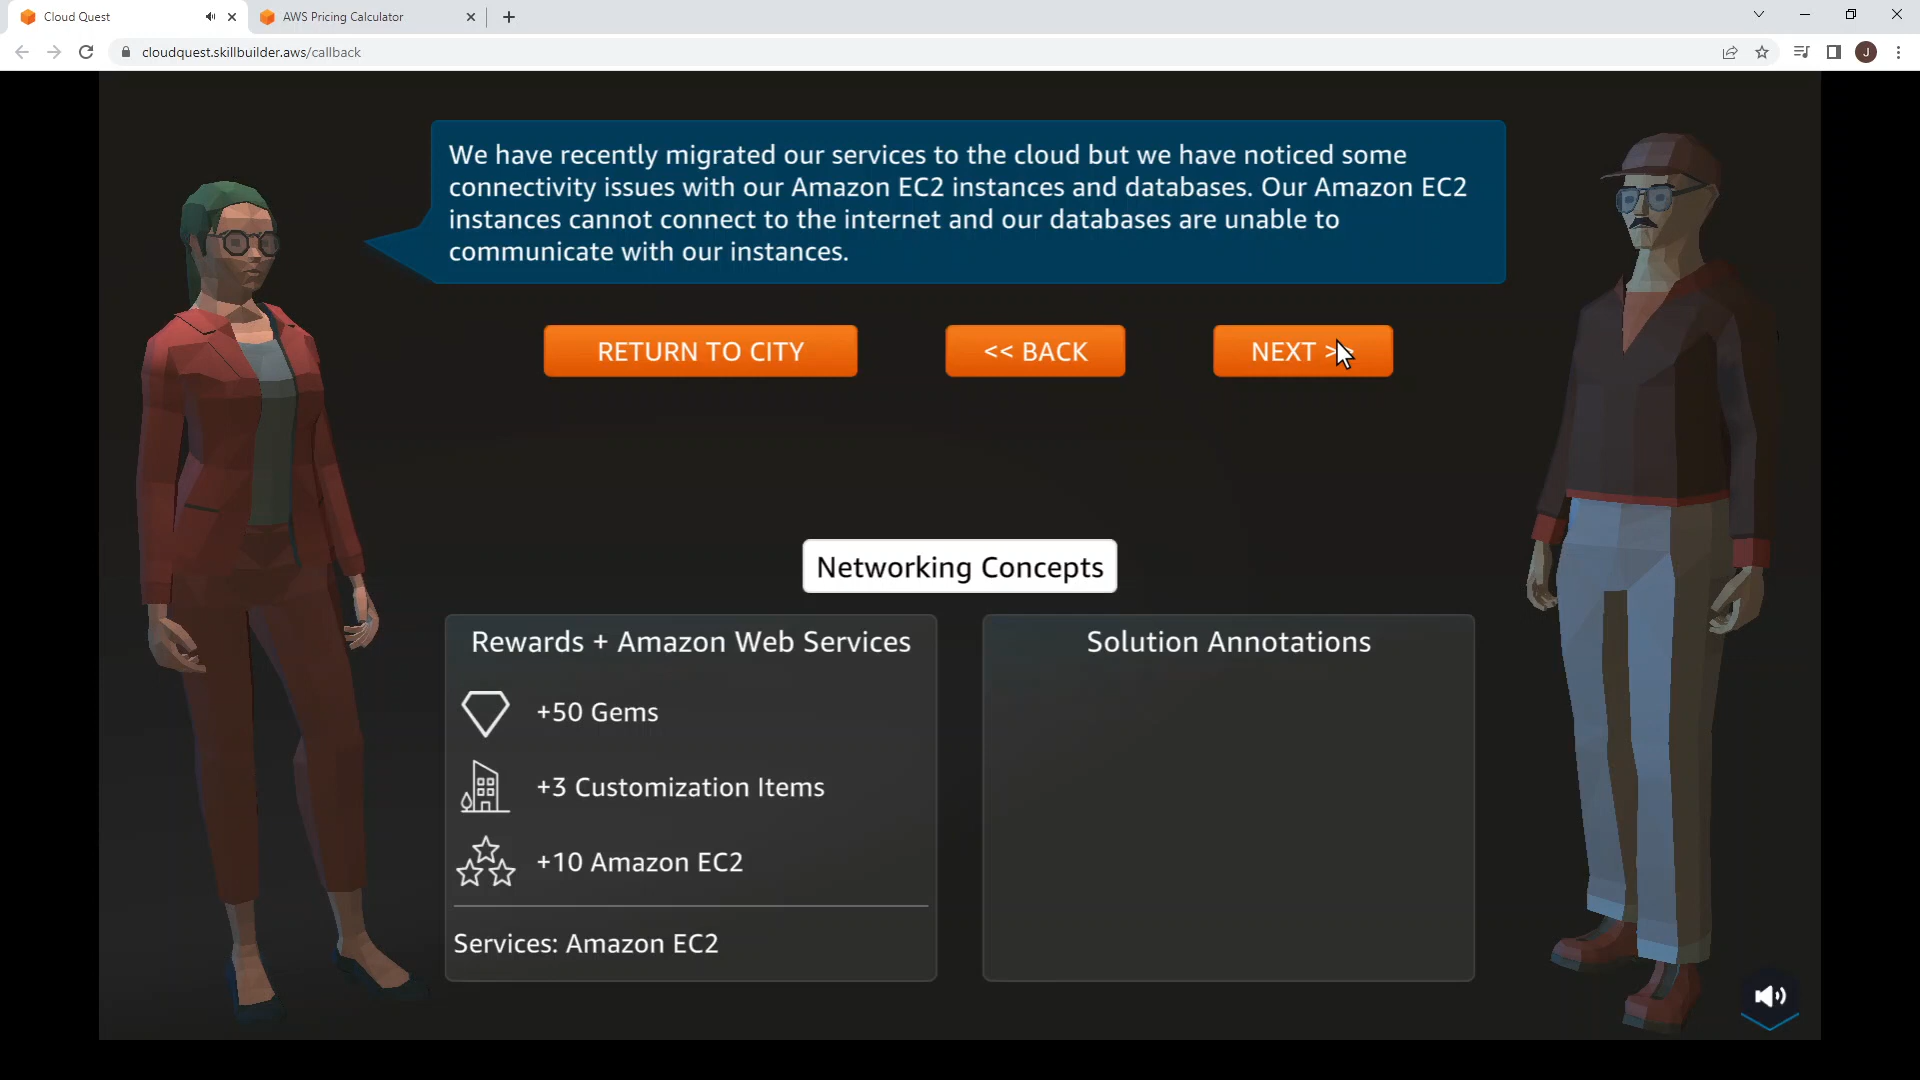 Cloud Quest
AWS Pricing Calculator
cloudquest.skillbuilder.aws/callback
J
We have recently migrated our services to the cloud but we have noticed some
connectivity issues with our Amazon EC2 instances and databases. Our Amazon EC2
instances cannot connect to the internet and our databases are unable to
communicate with our instances.
RETURN TO CITY
<< BACK
NEXT >>
Networking Concepts
Rewards + Amazon Web Services
+50 Gems
+3 Customization Items
+10 Amazon EC2
Services: Amazon EC2
Solution Annotations